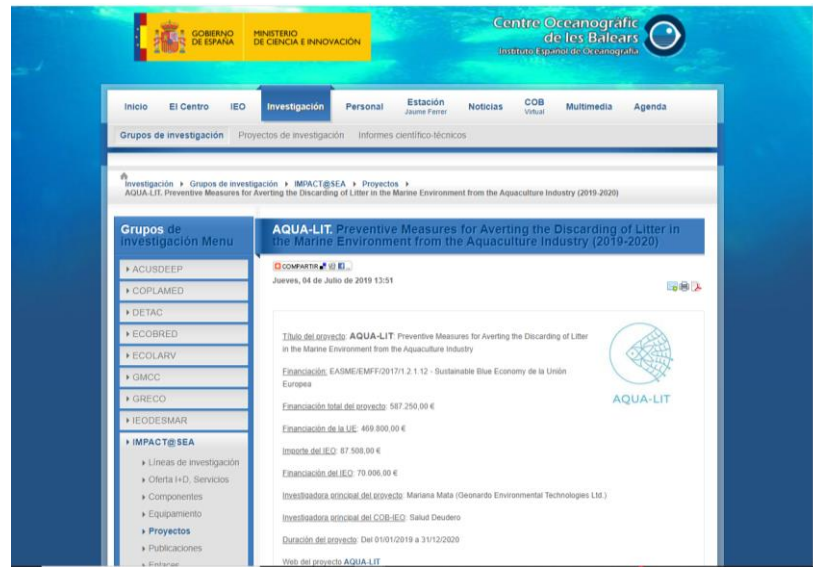 GOBIERNO DE ESPAÑA
MINISTERIO DE CIENCIA E INNOVACIÓN
Centre Oceanogràfic
de les Balears
Instituto Español de Oceanografía
Inicio El Centro IEO Investigación Personal Estación Jaume Ferrer Noticias COB Virtual Multimedia Agenda
Grupos de investigación Proyectos de investigación Informes científico-técnicos
Investigación Grupos de investigación IMPACT@SEA Proyectos
AQUA-LIT. Preventive Measures for Averting the Discarding of Litter in the Marine Environment from the Aquaculture Industry (2019-2020)
Grupos de
investigación Menu
ACUSDEEP
COPLAMED
DETAC
ECOBRED
ECOLARV
GMCC
GRECO
IEODESMAR
IMPACT@SEA
Líneas de investigación
Oferta I+D, Servicios
Componentes
Equipamiento
Proyectos
Publicaciones
Enlaces
AQUA-LIT. Preventive Measures for Averting the Discarding of Litter in
the Marine Environment from the Aquaculture Industry (2019-2020)
COMPARTIR
Jueves, 04 de Julio de 2019 13:51
Título del proyecto: AQUA-LIT: Preventive Measures for Averting the Discarding of Litter
in the Marine Environment from the Aquaculture Industry
Financiación: EASME/EMFF/2017/1.2.1.12 - Sustainable Blue Economy de la Unión
Europea
Financiación total del proyecto: 587.250,00 €
Financiación de la UE: 469.800,00 €
Importe del IEO: 87.508,00 €
Financiación del IEO: 70.006,00 €
Investigadora principal del proyecto: Mariana Mata (Geonardo Environmental Technologies Ltd.)
Investigadora principal del COB-IEO: Salud Deudero
Duración del proyecto: Del 01/01/2019 a 31/12/2020
Web del proyecto AQUA-LIT
AQUA-LIT